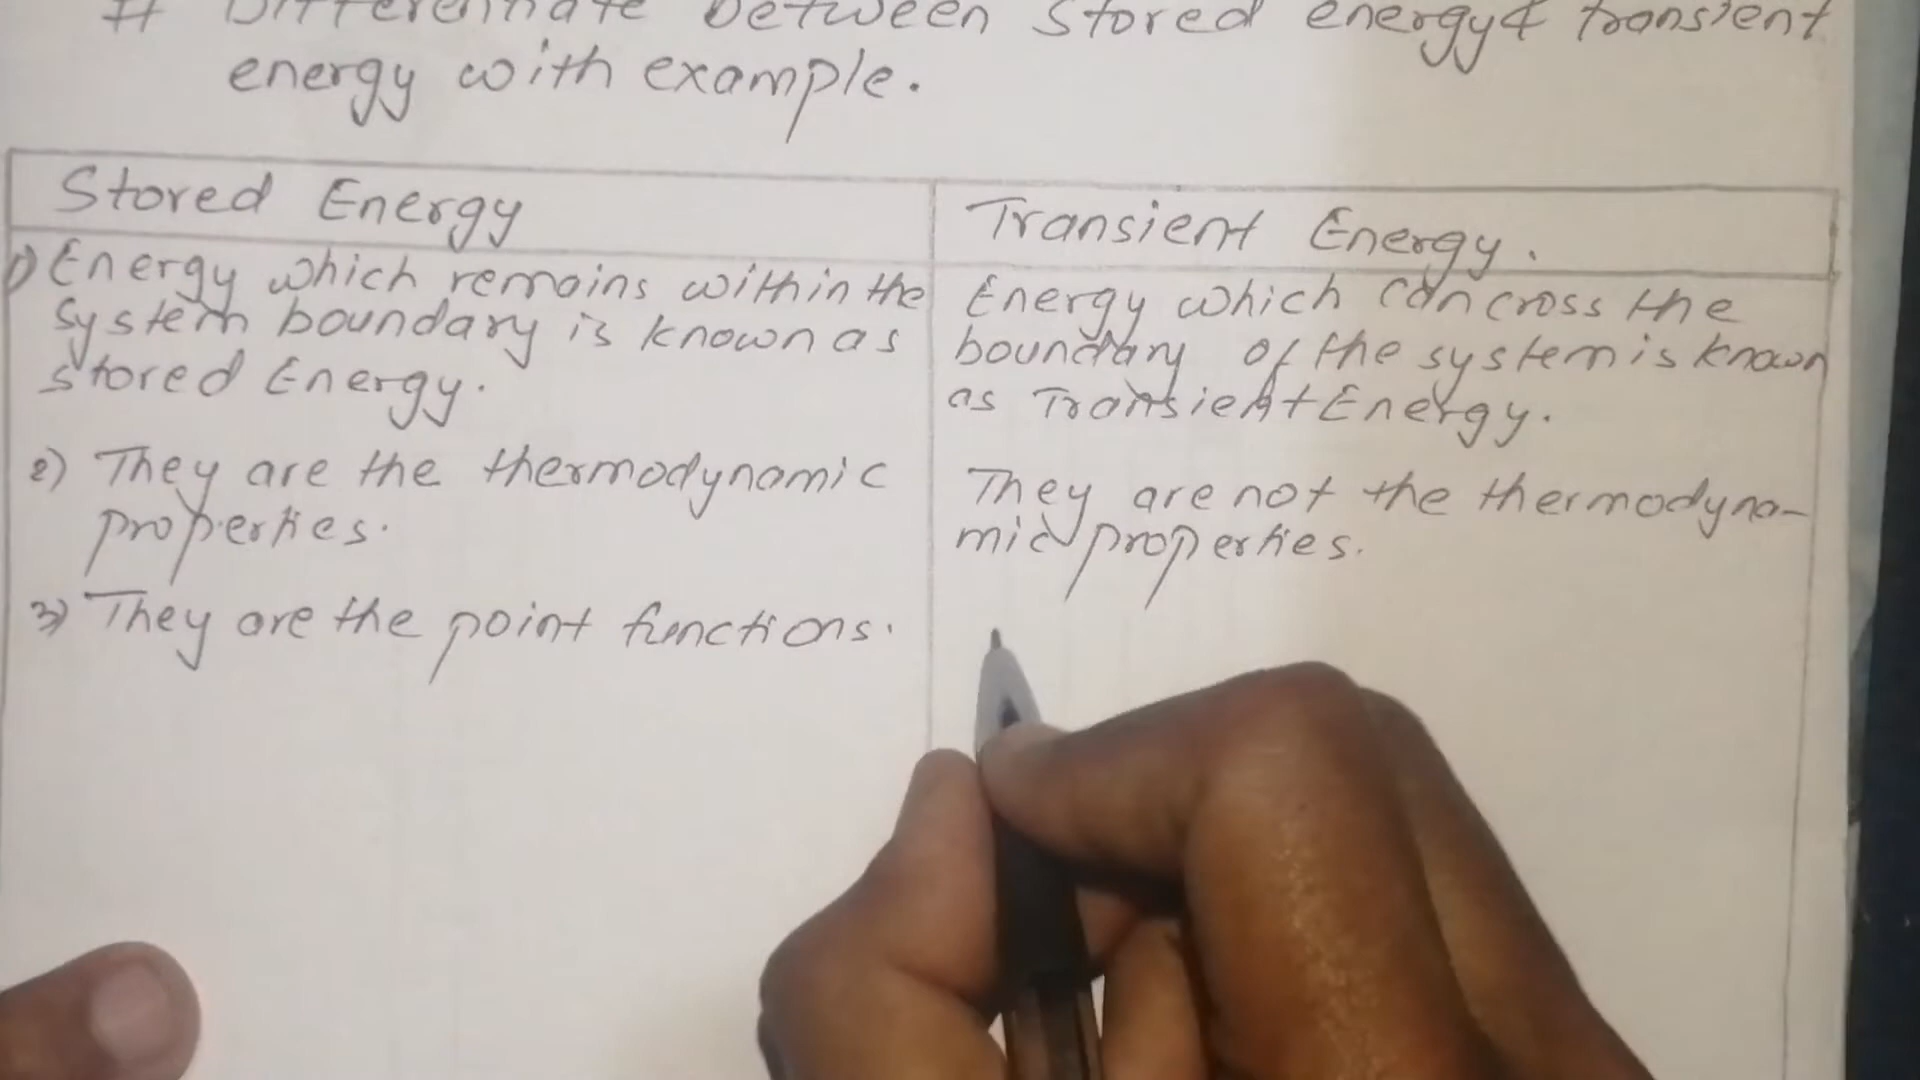 # Differentiate between stored energy & transient
energy with example.
Stored Energy
1) Energy which remains within the
system boundary is known as
stored Energy.
2) They are the thermodynamic
properties.
3) They are the point functions.
Transient Energy.
Energy which can cross the
boundary of the system is known
as Transient Energy.
They are not the thermodyna-
mic properties.